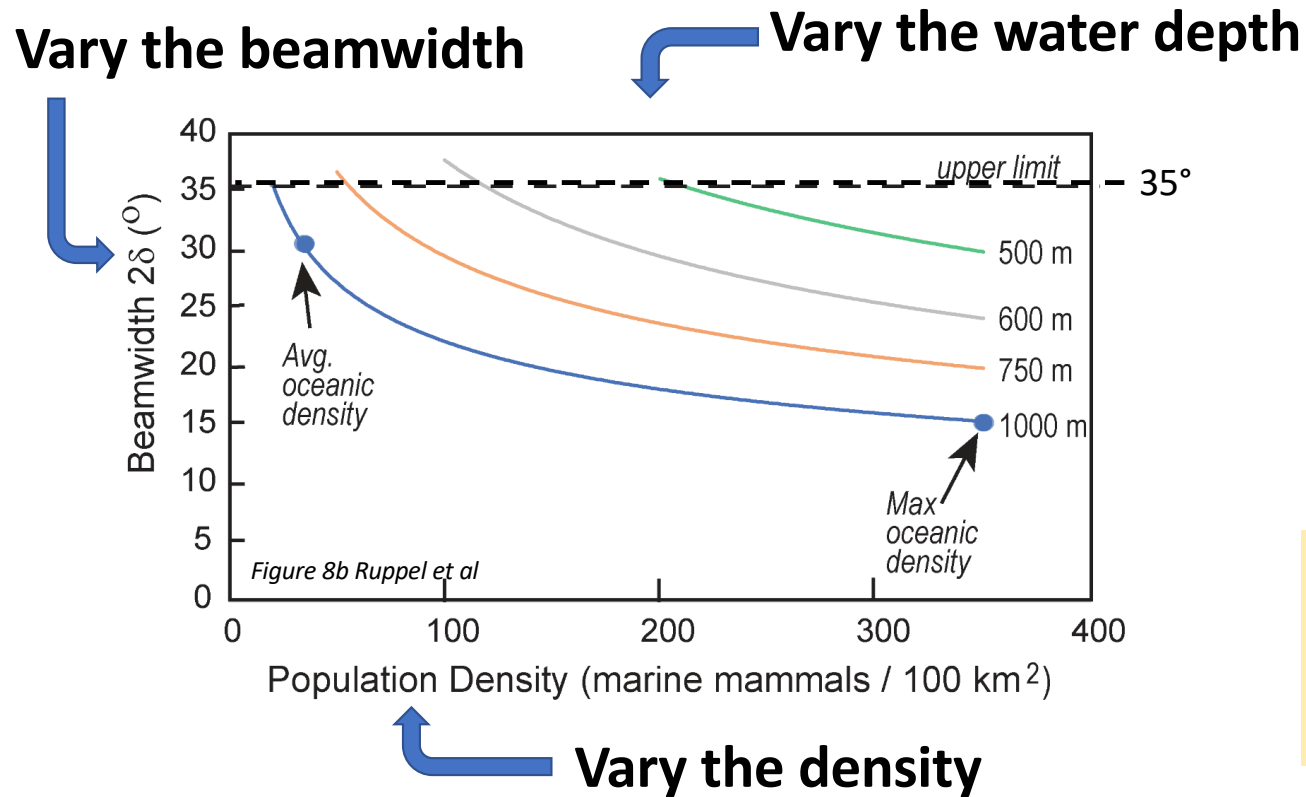 Vary the beamwidth
Vary the water depth
40
35
30
25
20
15
10
5
0
Beamwidth 2δ (°)
upper limit
35°
500 m
600 m
750 m
1000 m
Avg.
oceanic
density
Max
oceanic
density
Figure 8b Ruppel et al
0 100 200 300 400
Population Density (marine mammals / 100 km²)
Vary the density